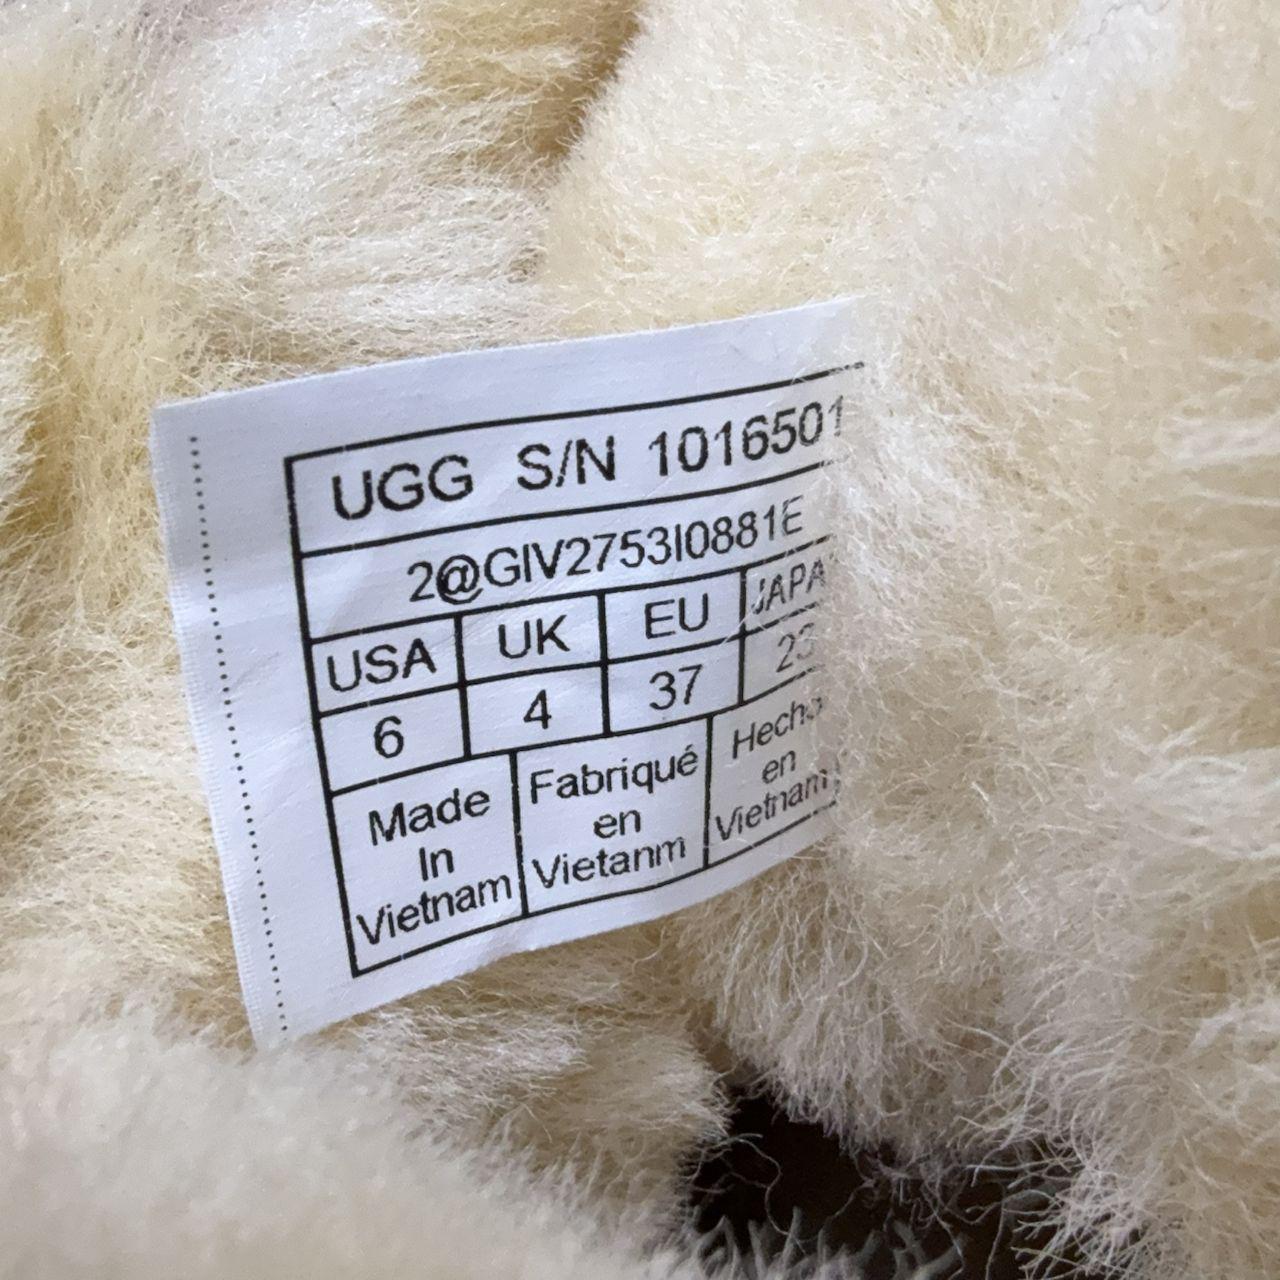 UGG S/N 1016501
2@GIV2753I0881E
USA UK EU
6 4 37 23
Made
In
Vietnam
Fabriqué
en
Vietanm
Hecho
en
Vietnam